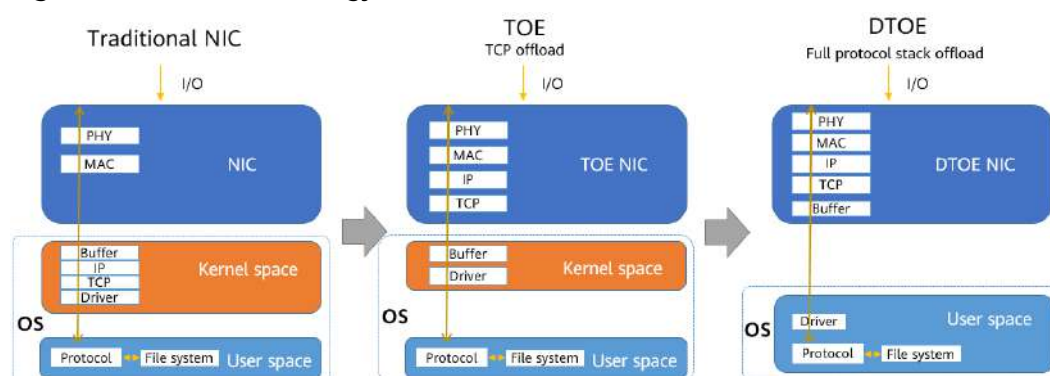 Traditional NIC
I/O
PHY
MAC
NIC
Buffer
IP
TCP
Driver
Kernel space
OS
Protocol
File system
User space
TOE
TCP offload
I/O
PHY
MAC
IP
TCP
TOE NIC
Buffer
Driver
Kernel space
OS
Protocol
File system
User space
DTOE
Full protocol stack offload
I/O
PHY
MAC
IP
TCP
Buffer
DTOE NIC
OS
Driver
User space
Protocol
File system